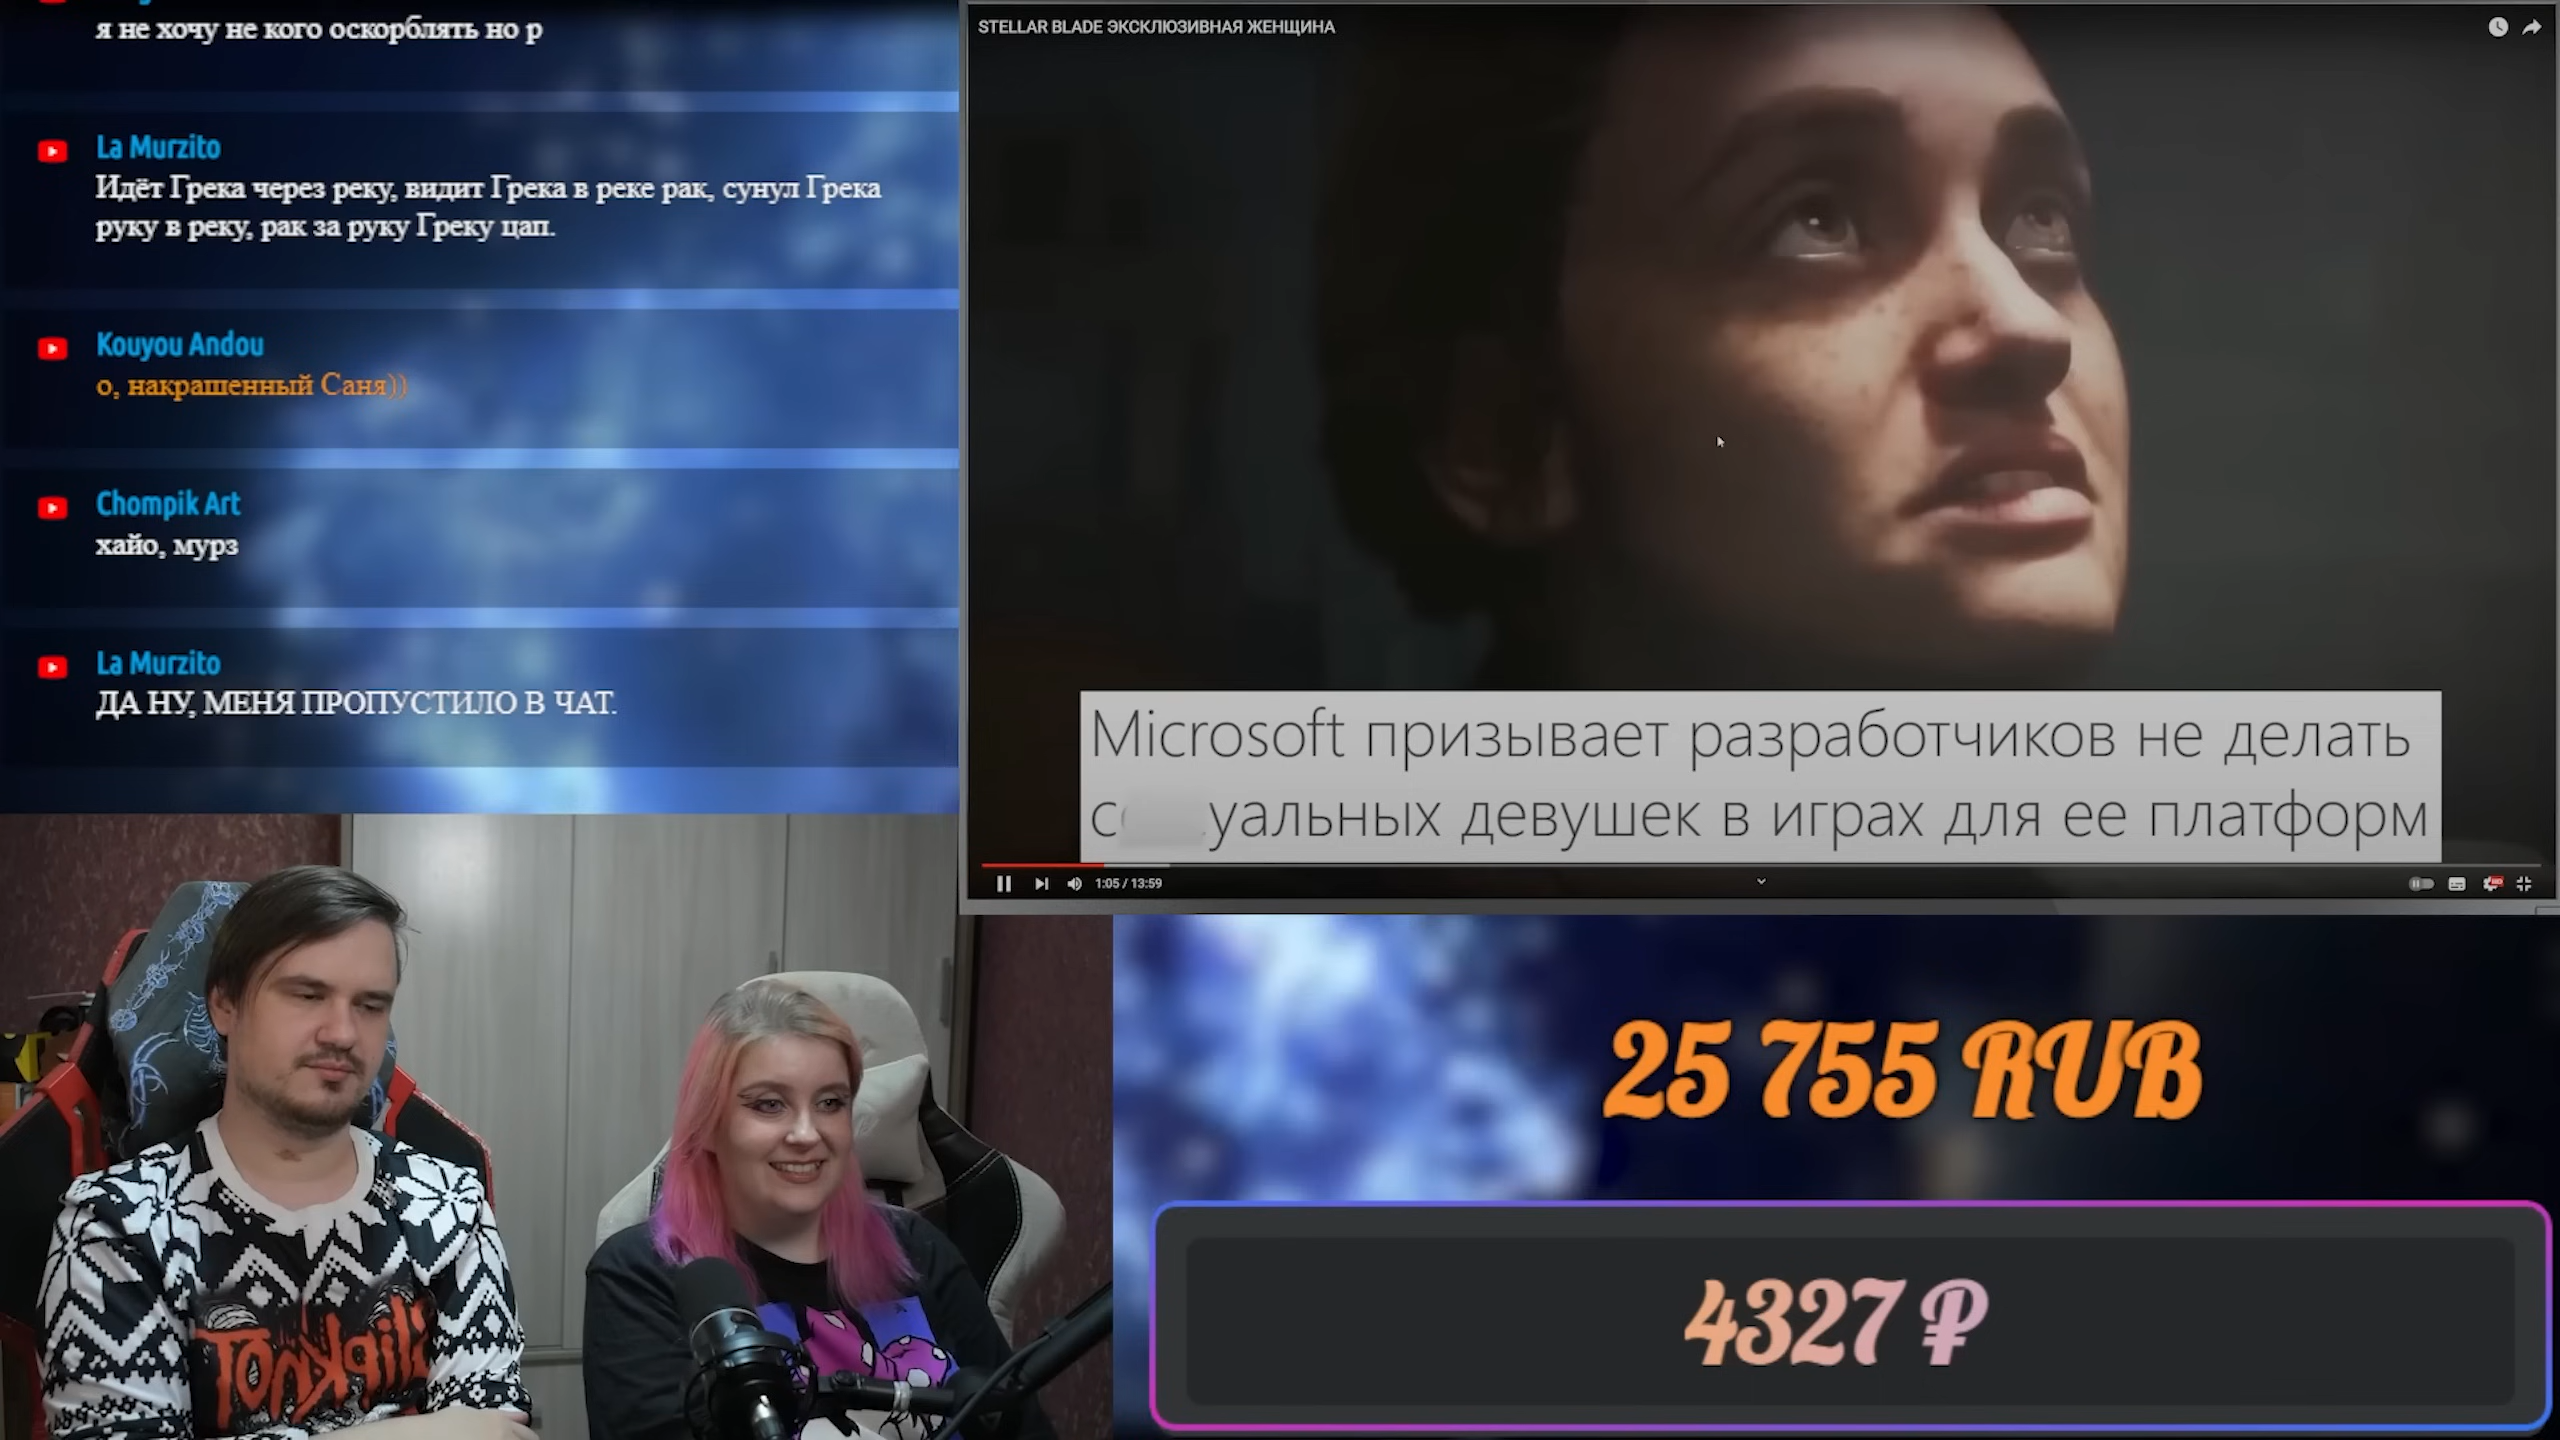 я не хочу не кого оскорблять но р
La Murzito
Идёт Грека через реку, видит Грека в реке рак, сунул Грека
руку в реку, рак за руку Греку цап.
Kouyou Andou
о, накрашенный Саня))
Chompik Art
хайо, мурз
La Murzito
ДА НУ, МЕНЯ ПРОПУСТИЛО В ЧАТ.
STELLAR BLADE ЭКСКЛЮЗИВНАЯ ЖЕНЩИНА
Microsoft призывает разработчиков не делать
с уальных девушек в играх для ее платформ
1:05 / 13:59
25 755 RUB
4327 ₽
Slipknot